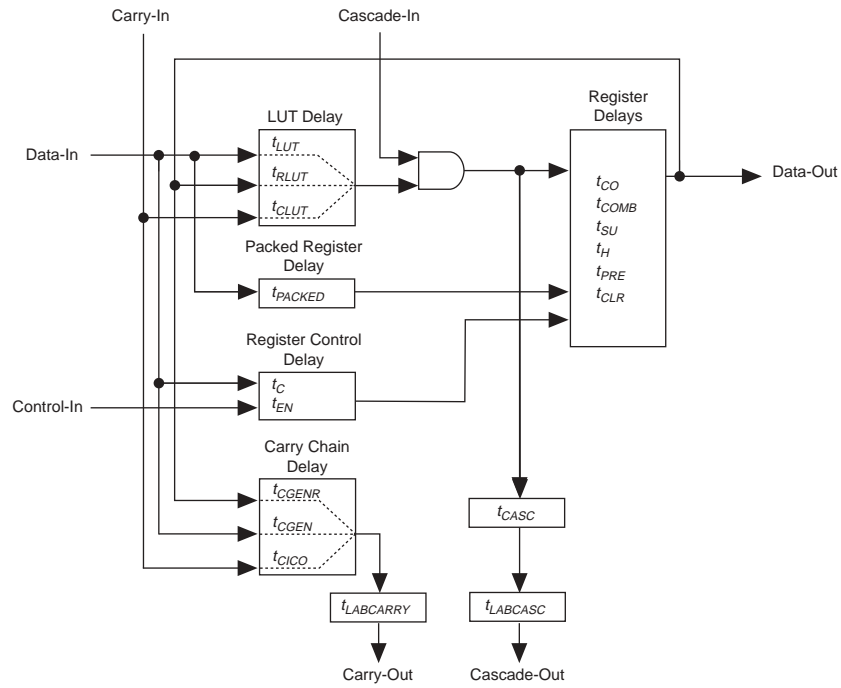 Carry-In
Cascade-In
LUT Delay
Register
Delays
Data-In
tLUT
tRLUT
tCLUT
Data-Out
tCO
tCOMB
tSU
tH
tPRE
tCLR
Packed Register
Delay
tPACKED
Register Control
Delay
tC
tEN
Control-In
Carry Chain
Delay
tCGENR
tCGEN
tCICO
tCASC
tLABCARRY
tLABCASC
Carry-Out
Cascade-Out